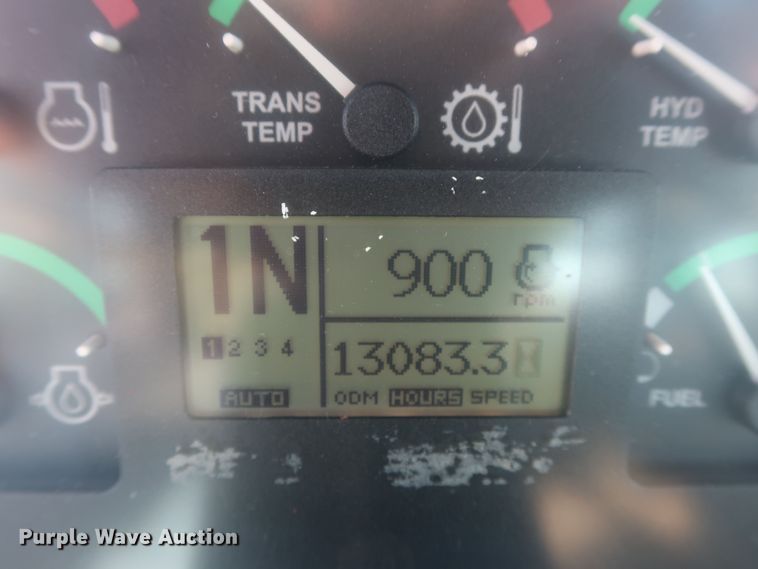 TRANS
TEMP
HYD
TEMP
1N
900
rpm
1 2 3 4
13083.3
AUTO
ODM HOURS SPEED
FUEL
Purple Wave Auction